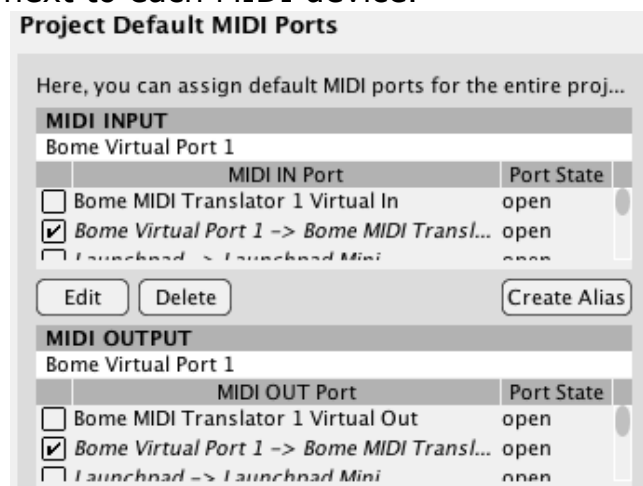 next to each MIDI device.
Project Default MIDI Ports
Here, you can assign default MIDI ports for the entire proj...
MIDI INPUT
Bome Virtual Port 1
MIDI IN Port Port State
Bome MIDI Translator 1 Virtual In open
Bome Virtual Port 1 -> Bome MIDI Transl... open
Launchpad -> Launchpad Mini open
Edit Delete Create Alias
MIDI OUTPUT
Bome Virtual Port 1
MIDI OUT Port Port State
Bome MIDI Translator 1 Virtual Out open
Bome Virtual Port 1 -> Bome MIDI Transl... open
Launchpad -> Launchpad Mini open